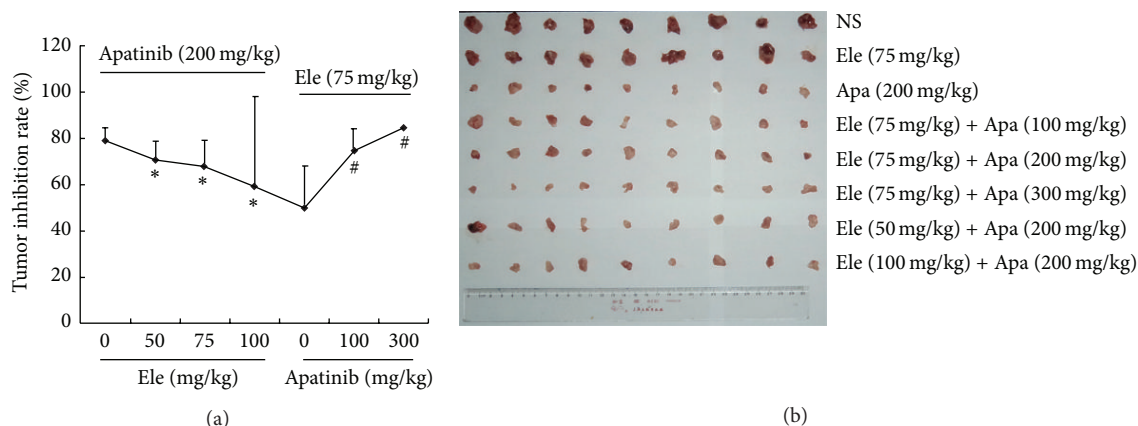 120
100
80
60
40
20
0
Tumor inhibition rate (%)
Apatinib (200 mg/kg)
Ele (75 mg/kg)
*
*
*
#
#
0 50 75 100 0 100 300
Ele (mg/kg) Apatinib (mg/kg)
(a)
NS
Ele (75 mg/kg)
Apa (200 mg/kg)
Ele (75 mg/kg) + Apa (100 mg/kg)
Ele (75 mg/kg) + Apa (200 mg/kg)
Ele (75 mg/kg) + Apa (300 mg/kg)
Ele (50 mg/kg) + Apa (200 mg/kg)
Ele (100 mg/kg) + Apa (200 mg/kg)
(b)